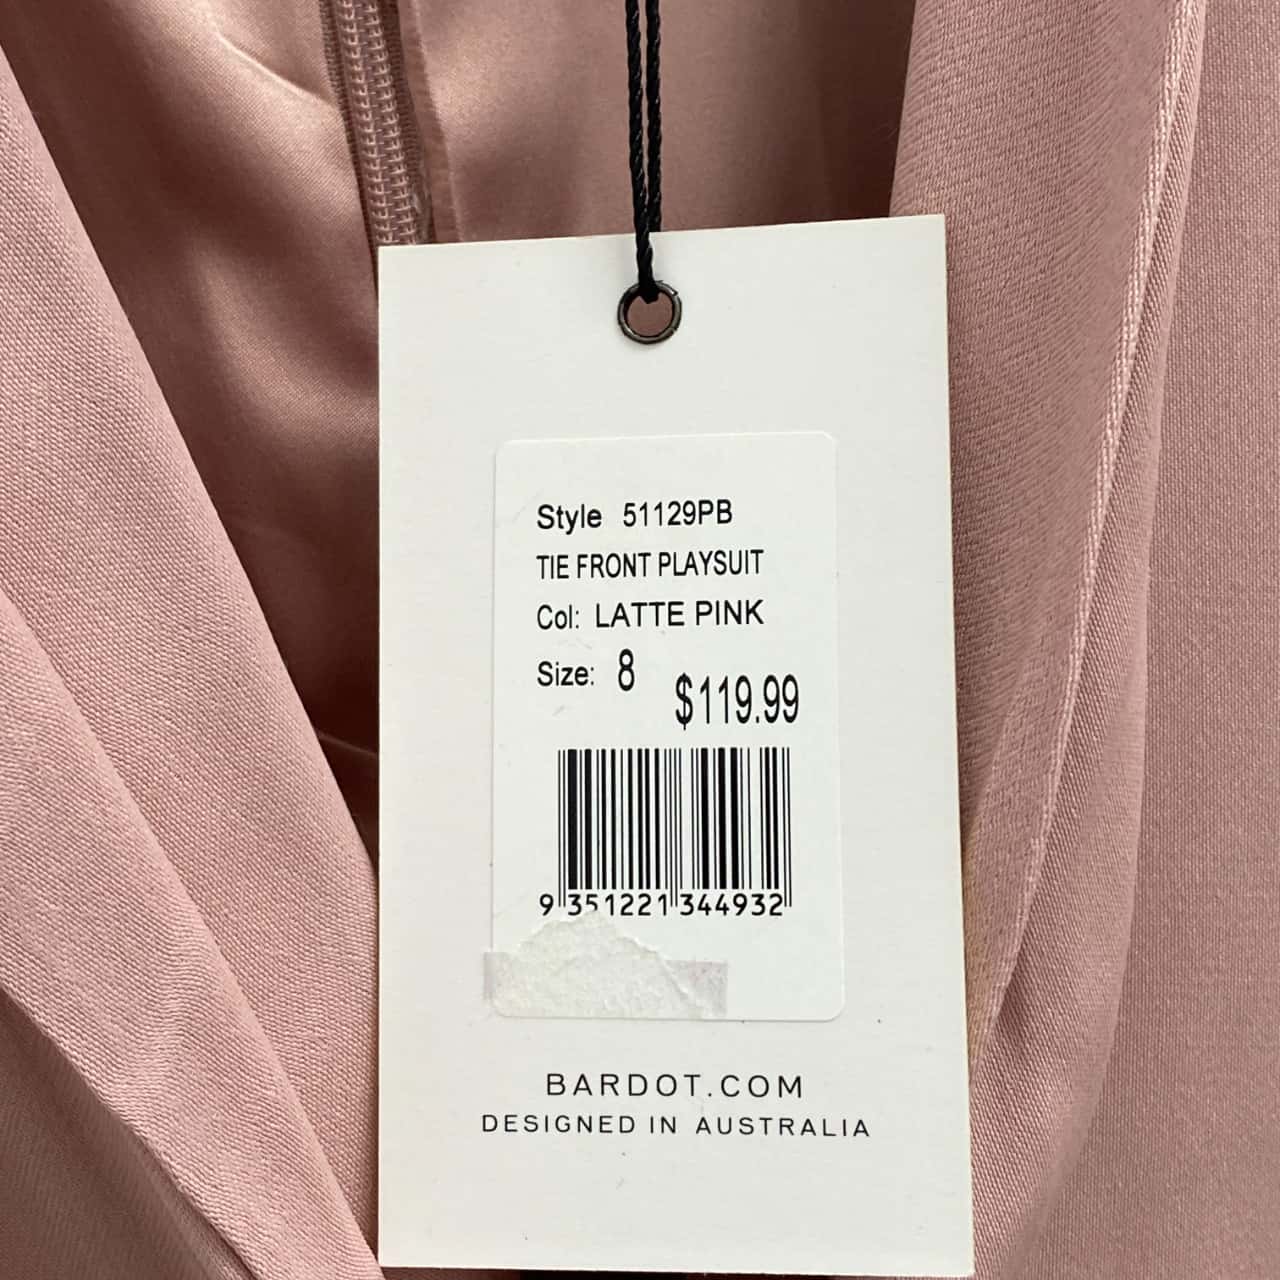 Style 51129PB
TIE FRONT PLAYSUIT
Col: LATTE PINK
Size: 8
$119.99
9 351221 344932
BARDOT.COM
DESIGNED IN AUSTRALIA